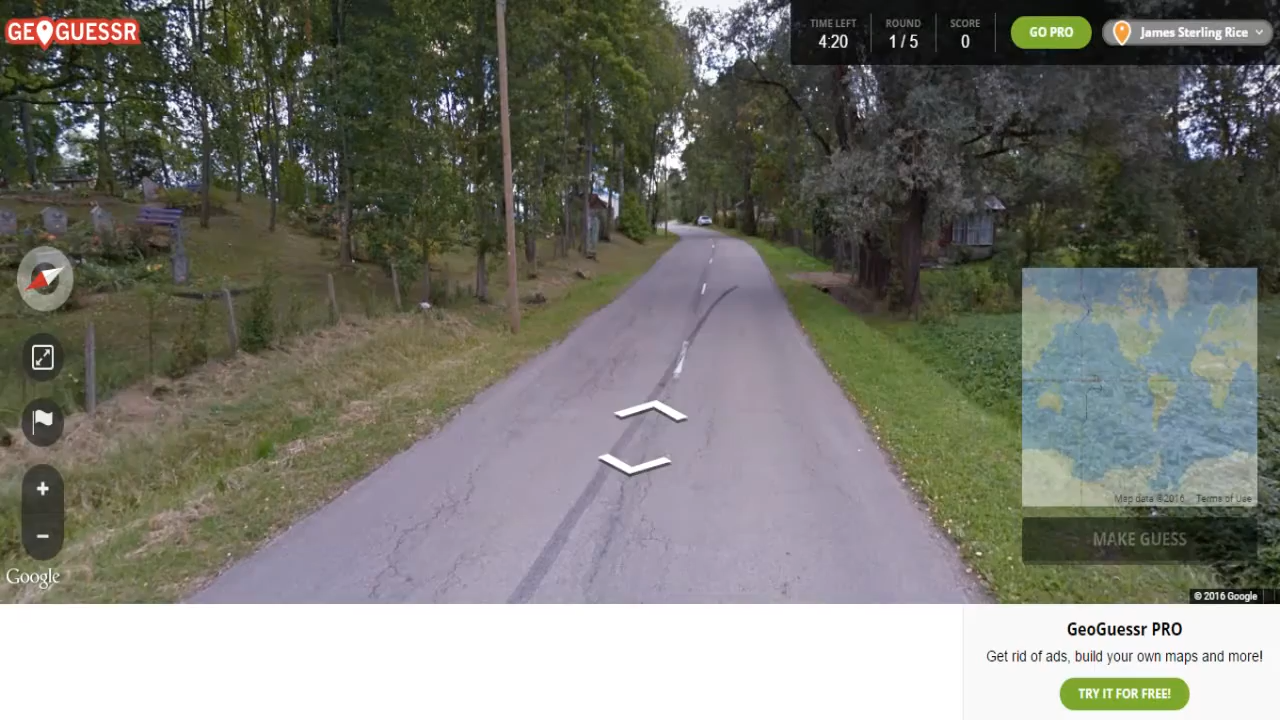 GEOGUESSR
TIME LEFT
4:20
ROUND
1 / 5
SCORE
0
GO PRO
James Sterling Rice
+
−
Google
Map data ©2016 Terms of Use
MAKE GUESS
© 2016 Google
GeoGuessr PRO
Get rid of ads, build your own maps and more!
TRY IT FOR FREE!